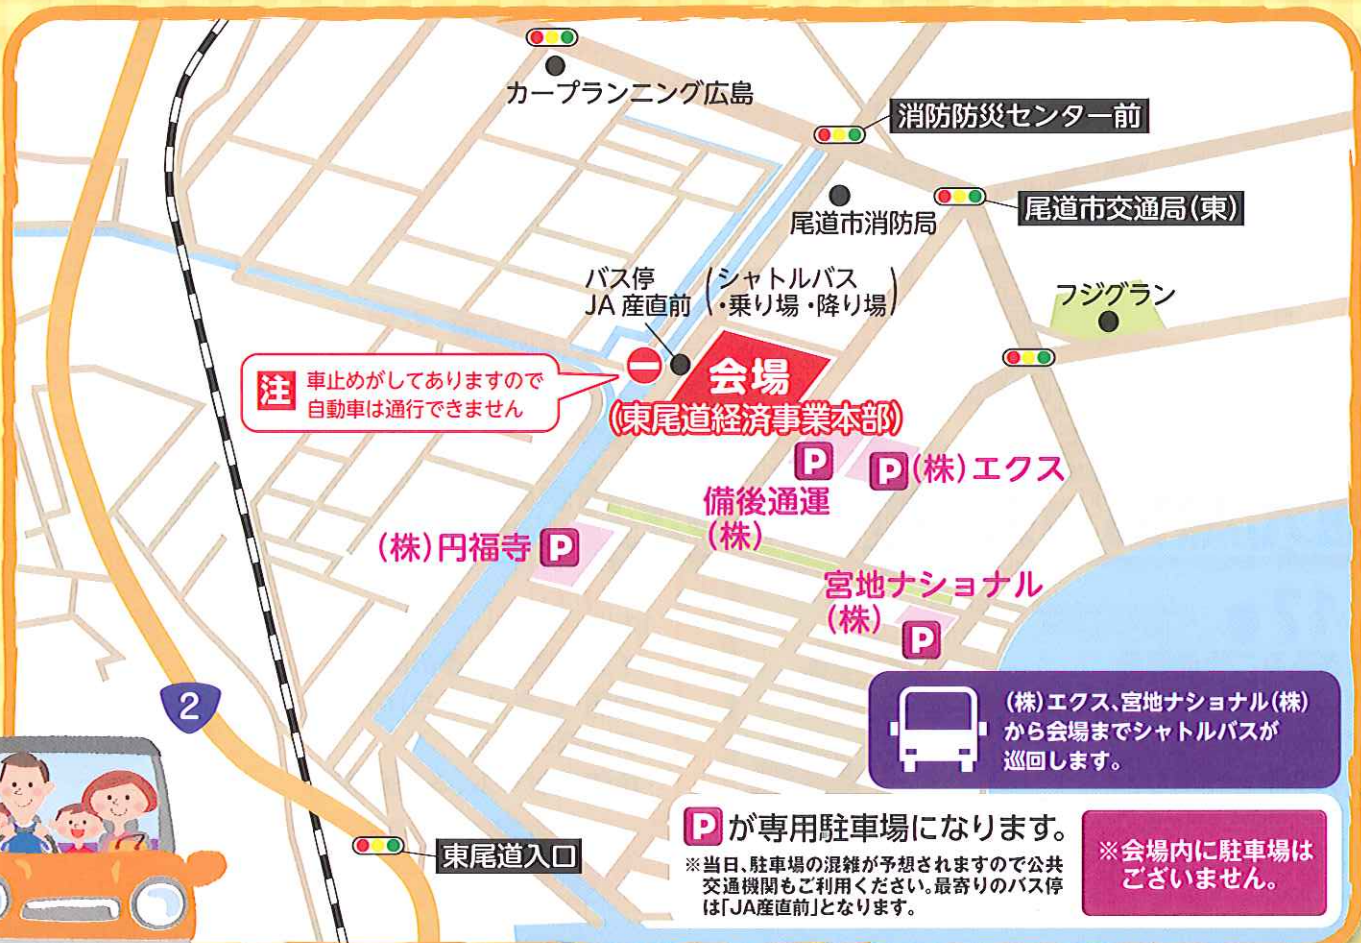 カープランニング広島
消防防災センター前
尾道市消防局
尾道市交通局(東)
バス停
JA産直前
(シャトルバス
・乗り場・降り場)
フジグラン
注
車止めがしてありますので
自動車は通行できません
会場
(東尾道経済事業本部)
P
P
(株)エクス
備後通運
(株)
(株)円福寺
P
宮地ナショナル
(株)
P
2
(株)エクス、宮地ナショナル(株)
から会場までシャトルバスが
巡回します。
東尾道入口
Pが専用駐車場になります。
※当日、駐車場の混雑が予想されますので公共
交通機関もご利用ください。最寄りのバス停
は「JA産直前」となります。
※会場内に駐車場は
ございません。